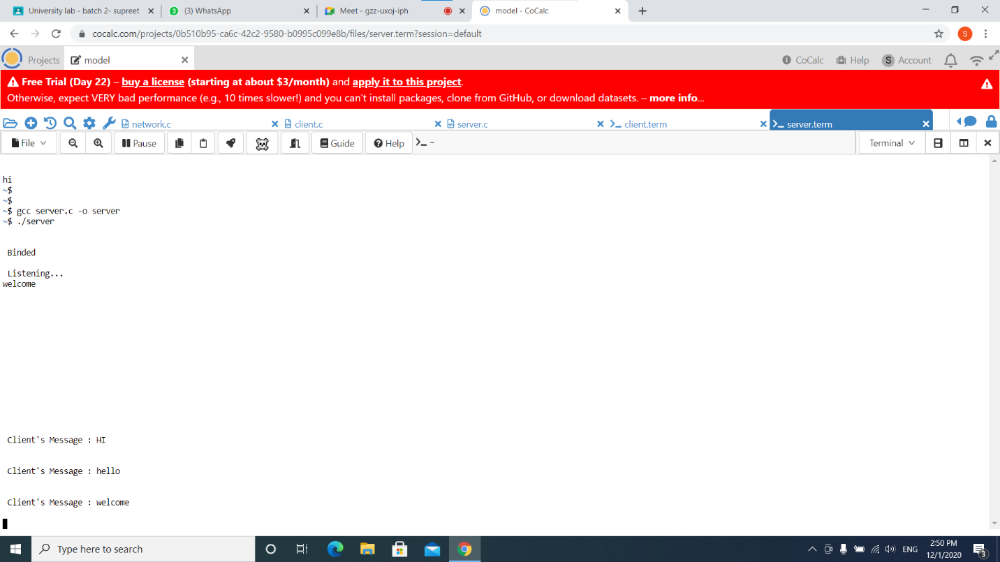 University lab - batch 2- supreet
3 (3) WhatsApp
Meet - gzz-uxoj-iph
model - CoCalc
cocalc.com/projects/0b510b95-ca6c-42c2-9580-b0995c099e8b/files/server.term?session=default
S
Projects
model
CoCalc
Help
S Account
Free Trial (Day 22) – buy a license (starting at about $3/month) and apply it to this project.
Otherwise, expect VERY bad performance (e.g., 10 times slower!) and you can't install packages, clone from GitHub, or download datasets. – more info...
network.c
client.c
server.c
client.term
server.term
File
Pause
Guide
Help
~
Terminal
hi
~$
~$
~$ gcc server.c -o server
~$ ./server
Binded
Listening...
welcome
Client's Message : HI
Client's Message : hello
Client's Message : welcome
Type here to search
ENG
2:50 PM
12/1/2020
3